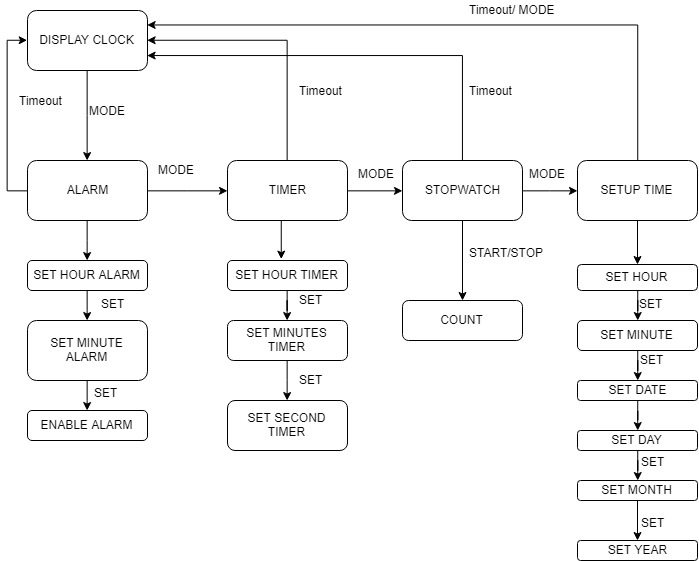 Timeout/ MODE
DISPLAY CLOCK
Timeout
MODE
Timeout
Timeout
MODE
MODE
MODE
ALARM
TIMER
STOPWATCH
SETUP TIME
START/STOP
SET HOUR ALARM
SET HOUR TIMER
SET HOUR
SET
SET
SET
COUNT
SET MINUTE
ALARM
SET MINUTES
TIMER
SET MINUTE
SET
SET
SET
SET DATE
ENABLE ALARM
SET SECOND
TIMER
SET DAY
SET
SET MONTH
SET
SET YEAR